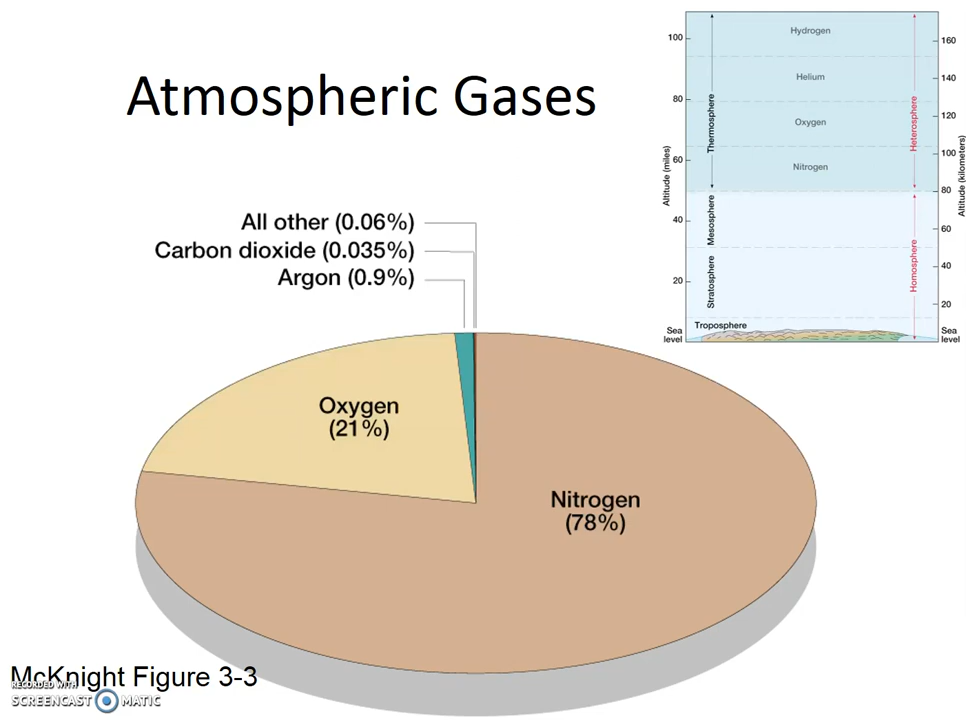 Atmospheric Gases
All other (0.06%)
Carbon dioxide (0.035%)
Argon (0.9%)
Oxygen
(21%)
Nitrogen
(78%)
McKnight Figure 3-3
RECORDED WITH
SCREENCAST MATIC
Altitude (miles)
100
80
60
40
20
Sea
level
Thermosphere
Mesosphere
Stratosphere
Troposphere
Hydrogen
Helium
Oxygen
Nitrogen
Heterosphere
Homosphere
160
140
120
100
80
60
40
20
Sea
level
Altitude (kilometers)